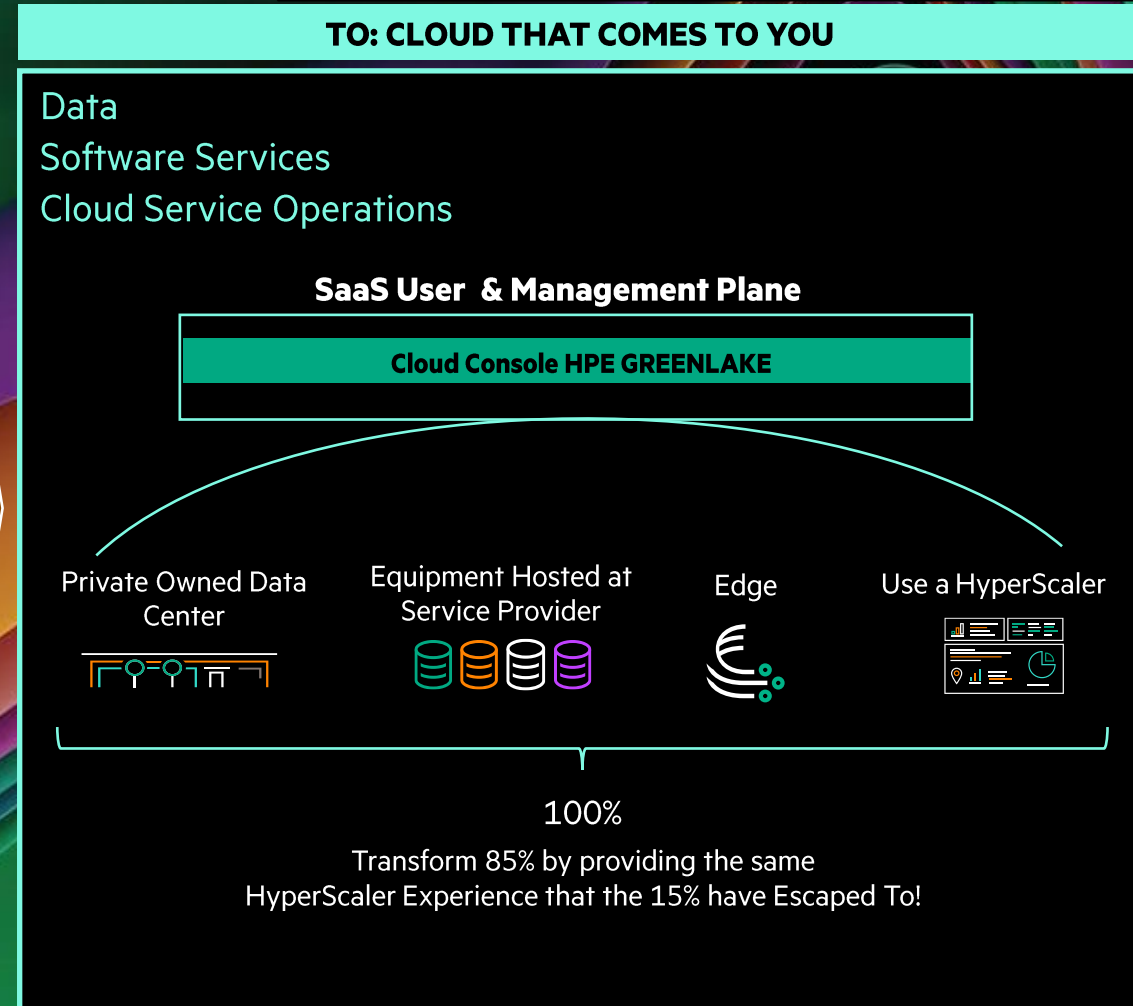 TO: CLOUD THAT COMES TO YOU
Data
Software Services
Cloud Service Operations
SaaS User & Management Plane
Cloud Console HPE GREENLAKE
Private Owned Data
Center
Equipment Hosted at
Service Provider
Edge
Use a HyperScaler
100%
Transform 85% by providing the same
HyperScaler Experience that the 15% have Escaped To!